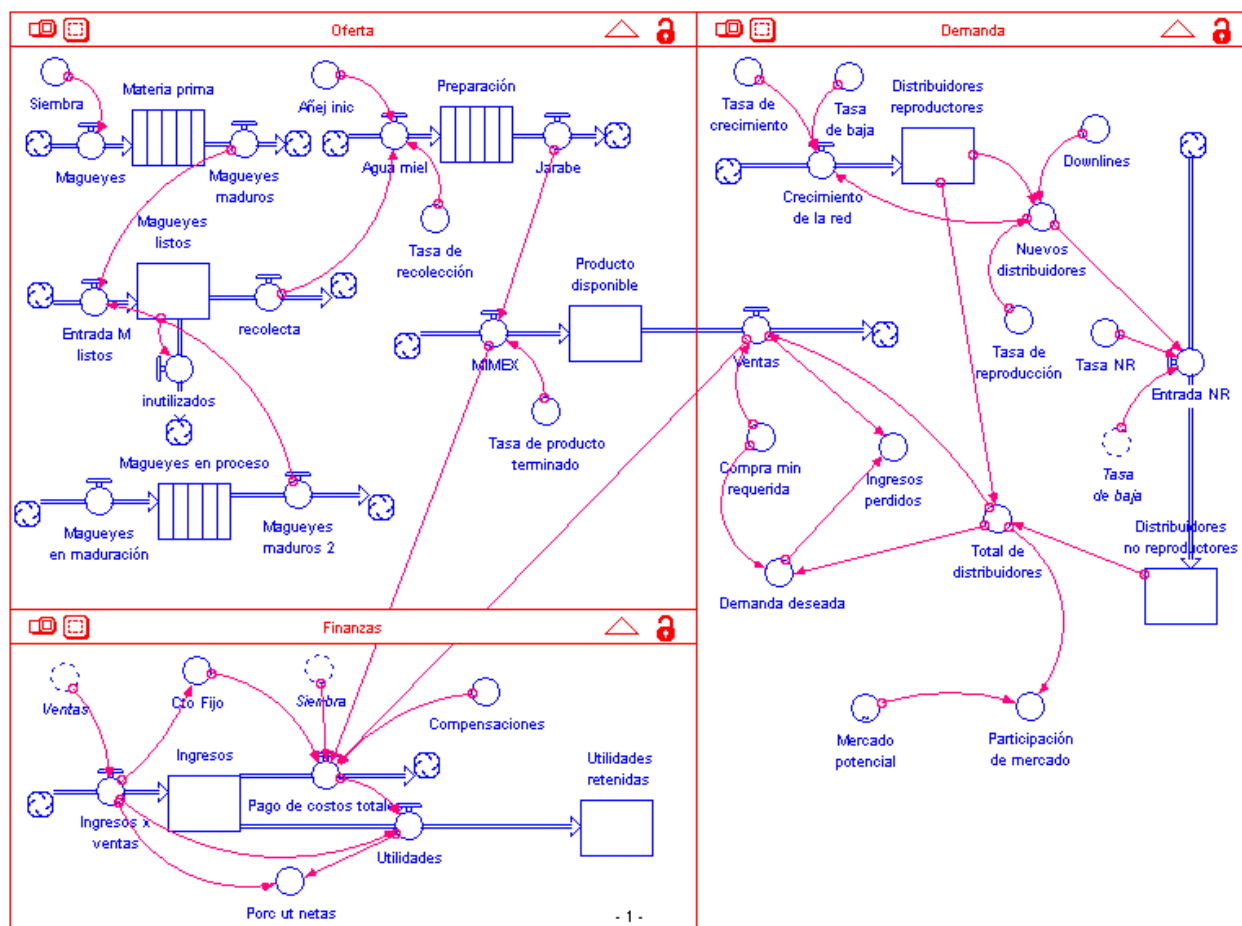 Oferta
Siembra
Materia prima
Magueyes
Magueyes
maduros
Añej inic
Preparación
Agua miel
Jarabe
Tasa de
recolección
Magueyes
listos
Entrada M
listos
recolecta
inutilizados
Producto
disponible
MIMEX
Tasa de producto
terminado
Magueyes en proceso
Magueyes
en maduración
Magueyes
maduros 2
Demanda
Tasa de
crecimiento
Tasa
de baja
Distribuidores
reproductores
Downlines
Crecimiento
de la red
Nuevos
distribuidores
Tasa de
reproducción
Tasa NR
Entrada NR
Ventas
Compra min
requerida
Ingresos
perdidos
Tasa
de baja
Total de
distribuidores
Distribuidores
no reproductores
Demanda deseada
Mercado
potencial
Participación
de mercado
Finanzas
Ventas
Cto Fijo
Siembra
Compensaciones
Ingresos
Utilidades
retenidas
Ingresos x
ventas
Pago de costos totales
Utilidades
Porc ut netas
- 1 -